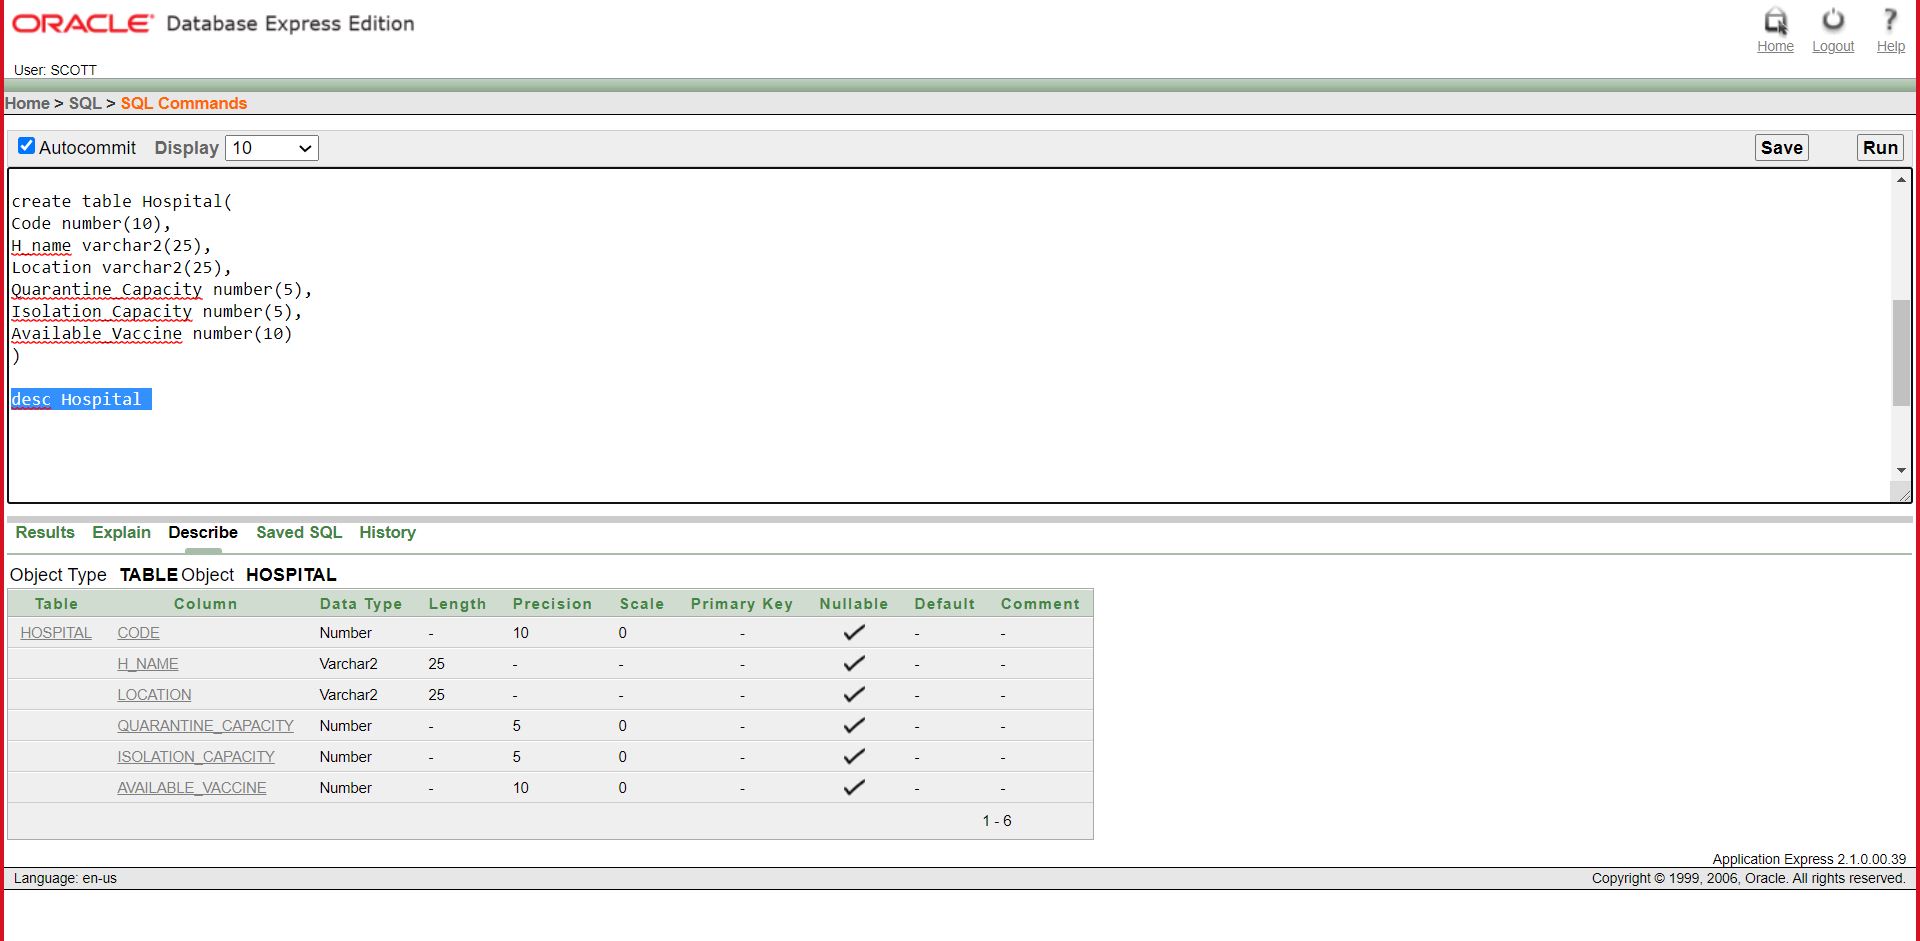 ORACLE Database Express Edition
Home Logout Help
User: SCOTT
Home > SQL > SQL Commands
Autocommit Display 10 Save Run
create table Hospital(
Code number(10),
H_name varchar2(25),
Location varchar2(25),
Quarantine_Capacity number(5),
Isolation_Capacity number(5),
Available_Vaccine number(10)
)
desc Hospital
Results Explain Describe Saved SQL History
Object Type TABLE Object HOSPITAL
Table Column Data Type Length Precision Scale Primary Key Nullable Default Comment
HOSPITAL CODE Number - 10 0 - - -
H_NAME Varchar2 25 - - - - -
LOCATION Varchar2 25 - - - - -
QUARANTINE_CAPACITY Number - 5 0 - - -
ISOLATION_CAPACITY Number - 5 0 - - -
AVAILABLE_VACCINE Number - 10 0 - - -
1 - 6
Application Express 2.1.0.00.39
Language: en-us Copyright © 1999, 2006, Oracle. All rights reserved.